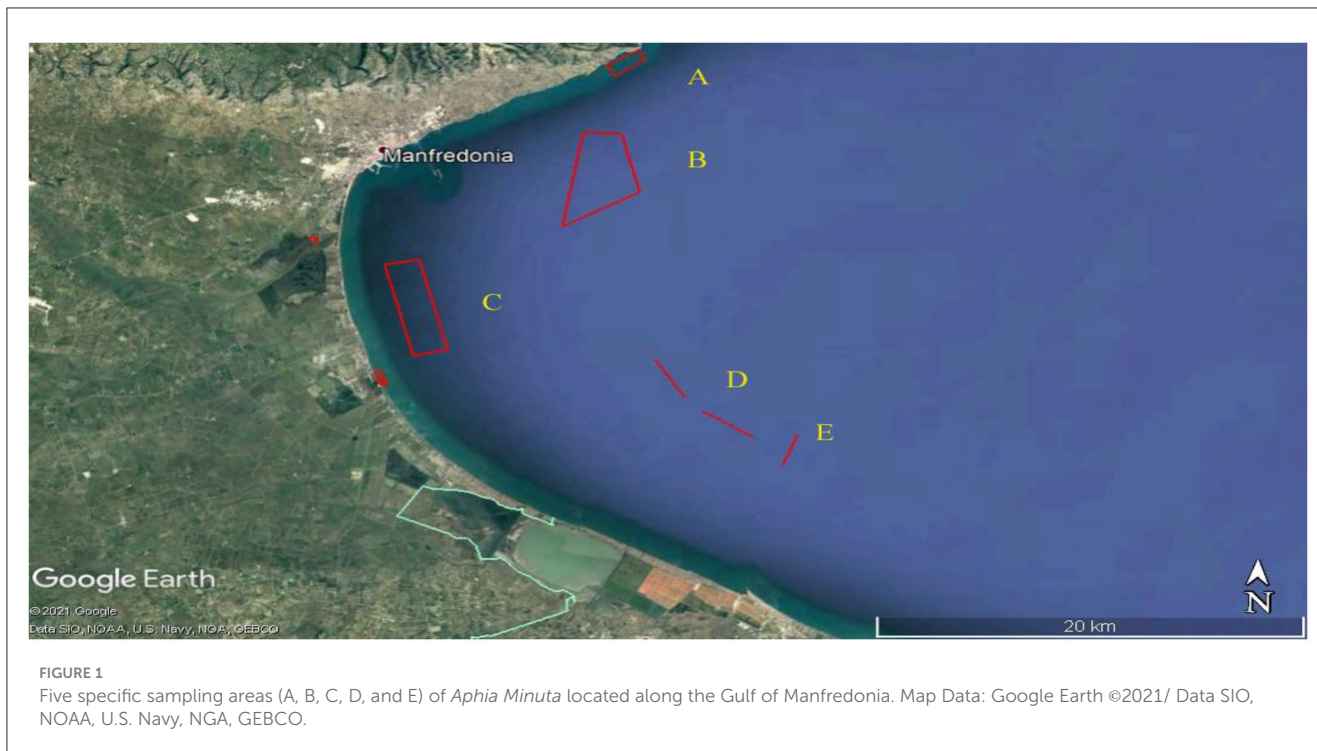 A
Manfredonia
B
C
D
E
Google Earth
©2021 Google
Data SIO, NOAA, U.S. Navy, NGA, GEBCO
N
20 km
FIGURE 1
Five specific sampling areas (A, B, C, D, and E) of Aphia Minuta located along the Gulf of Manfredonia. Map Data: Google Earth ©2021/ Data SIO,
NOAA, U.S. Navy, NGA, GEBCO.